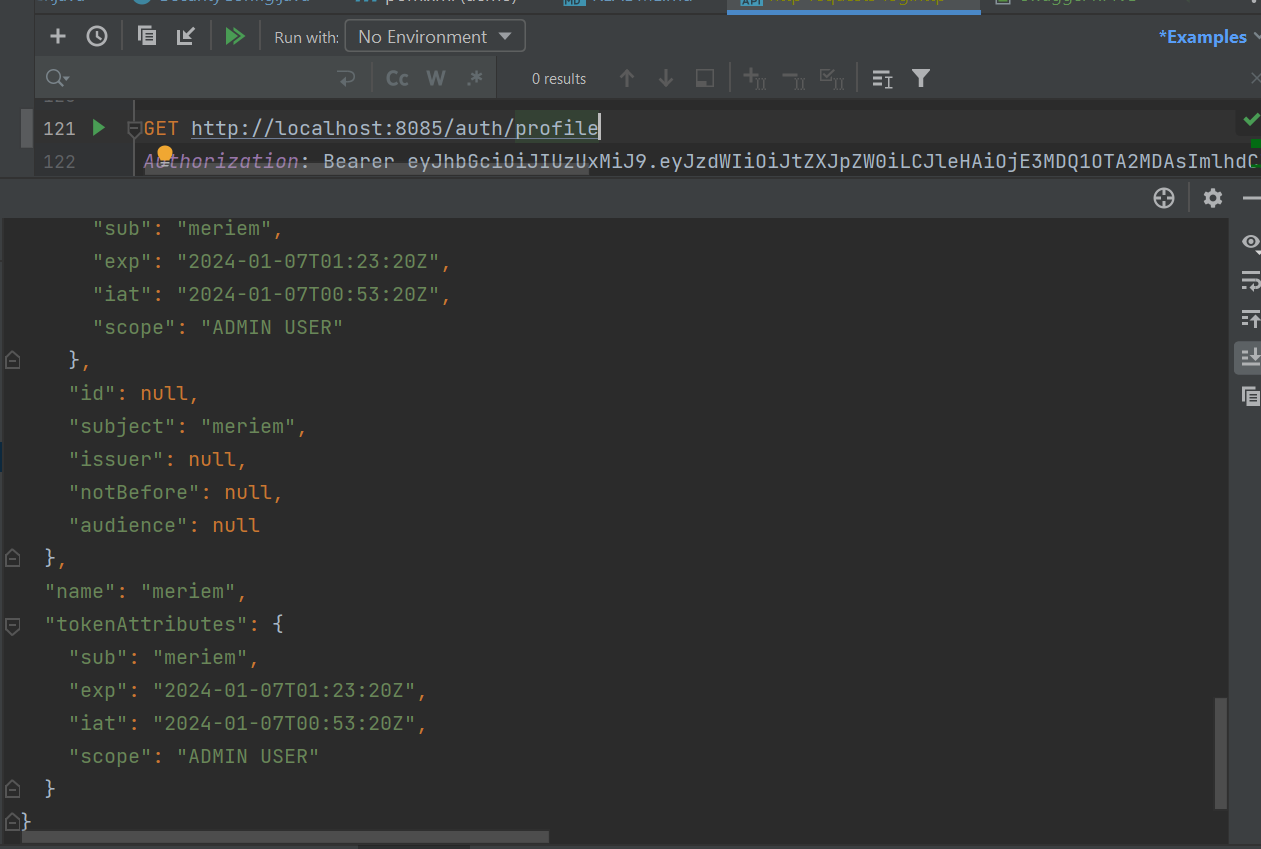 Run with: No Environment *Examples
Cc W .* 0 results
121 GET http://localhost:8085/auth/profile
122 Authorization: Bearer eyJhbGciOiJIUzUxMiJ9.eyJzdWIiOiJtZXJpZW0iLCJleHAiOjE3MDQ1OTA2MDAsImlhdC
"sub": "meriem",
"exp": "2024-01-07T01:23:20Z",
"iat": "2024-01-07T00:53:20Z",
"scope": "ADMIN USER"
},
"id": null,
"subject": "meriem",
"issuer": null,
"notBefore": null,
"audience": null
},
"name": "meriem",
"tokenAttributes": {
"sub": "meriem",
"exp": "2024-01-07T01:23:20Z",
"iat": "2024-01-07T00:53:20Z",
"scope": "ADMIN USER"
}
}